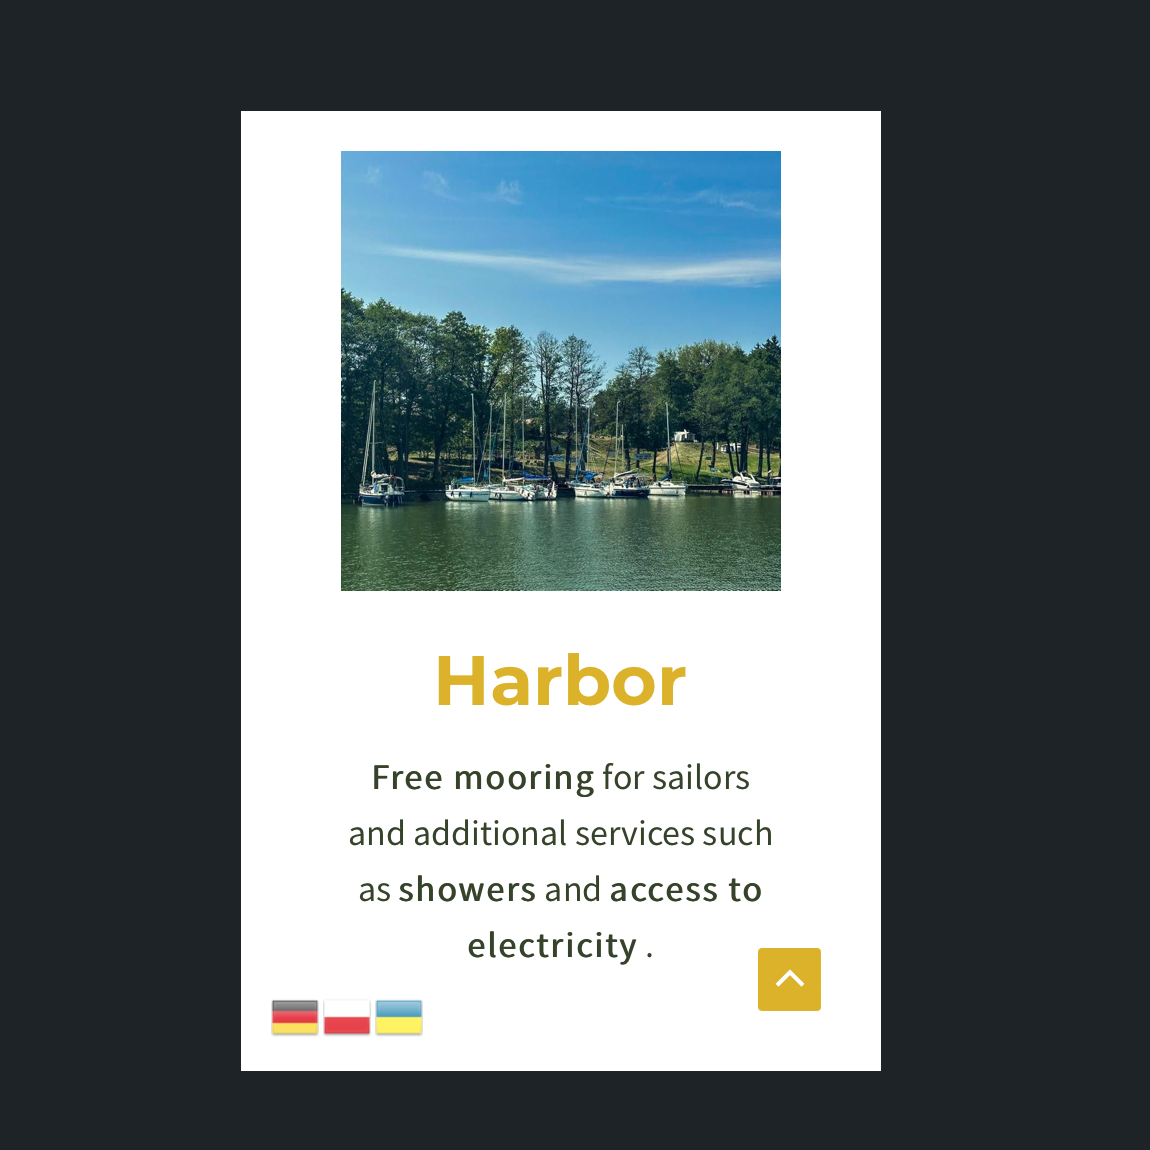 Harbor
Free mooring for sailors
and additional services such
as showers and access to
electricity .